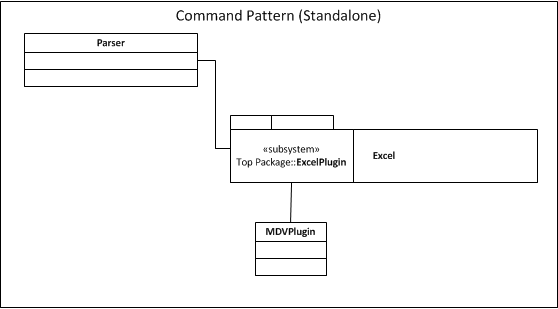 Command Pattern (Standalone)
Parser
«subsystem»
Top Package::ExcelPlugin
Excel
MDVPlugin